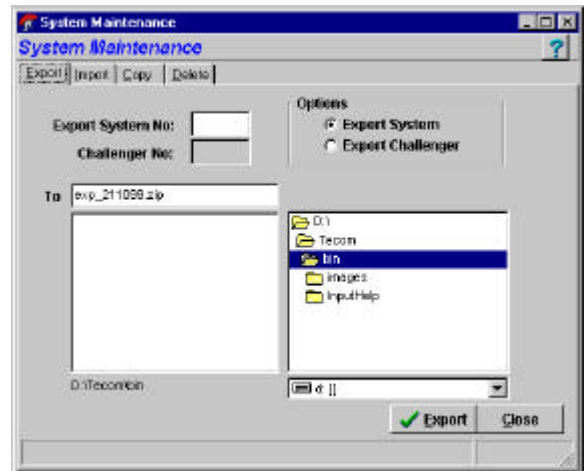 System Maintenance
System Maintenance
?
Export Import Copy Delete
Export System No:
Challenger No:
Options
Export System
Export Challenger
To exp_211099.zip
D:\
Tecom
bin
images
InputHelp
D:\Tecom\bin
d: []
Export Close